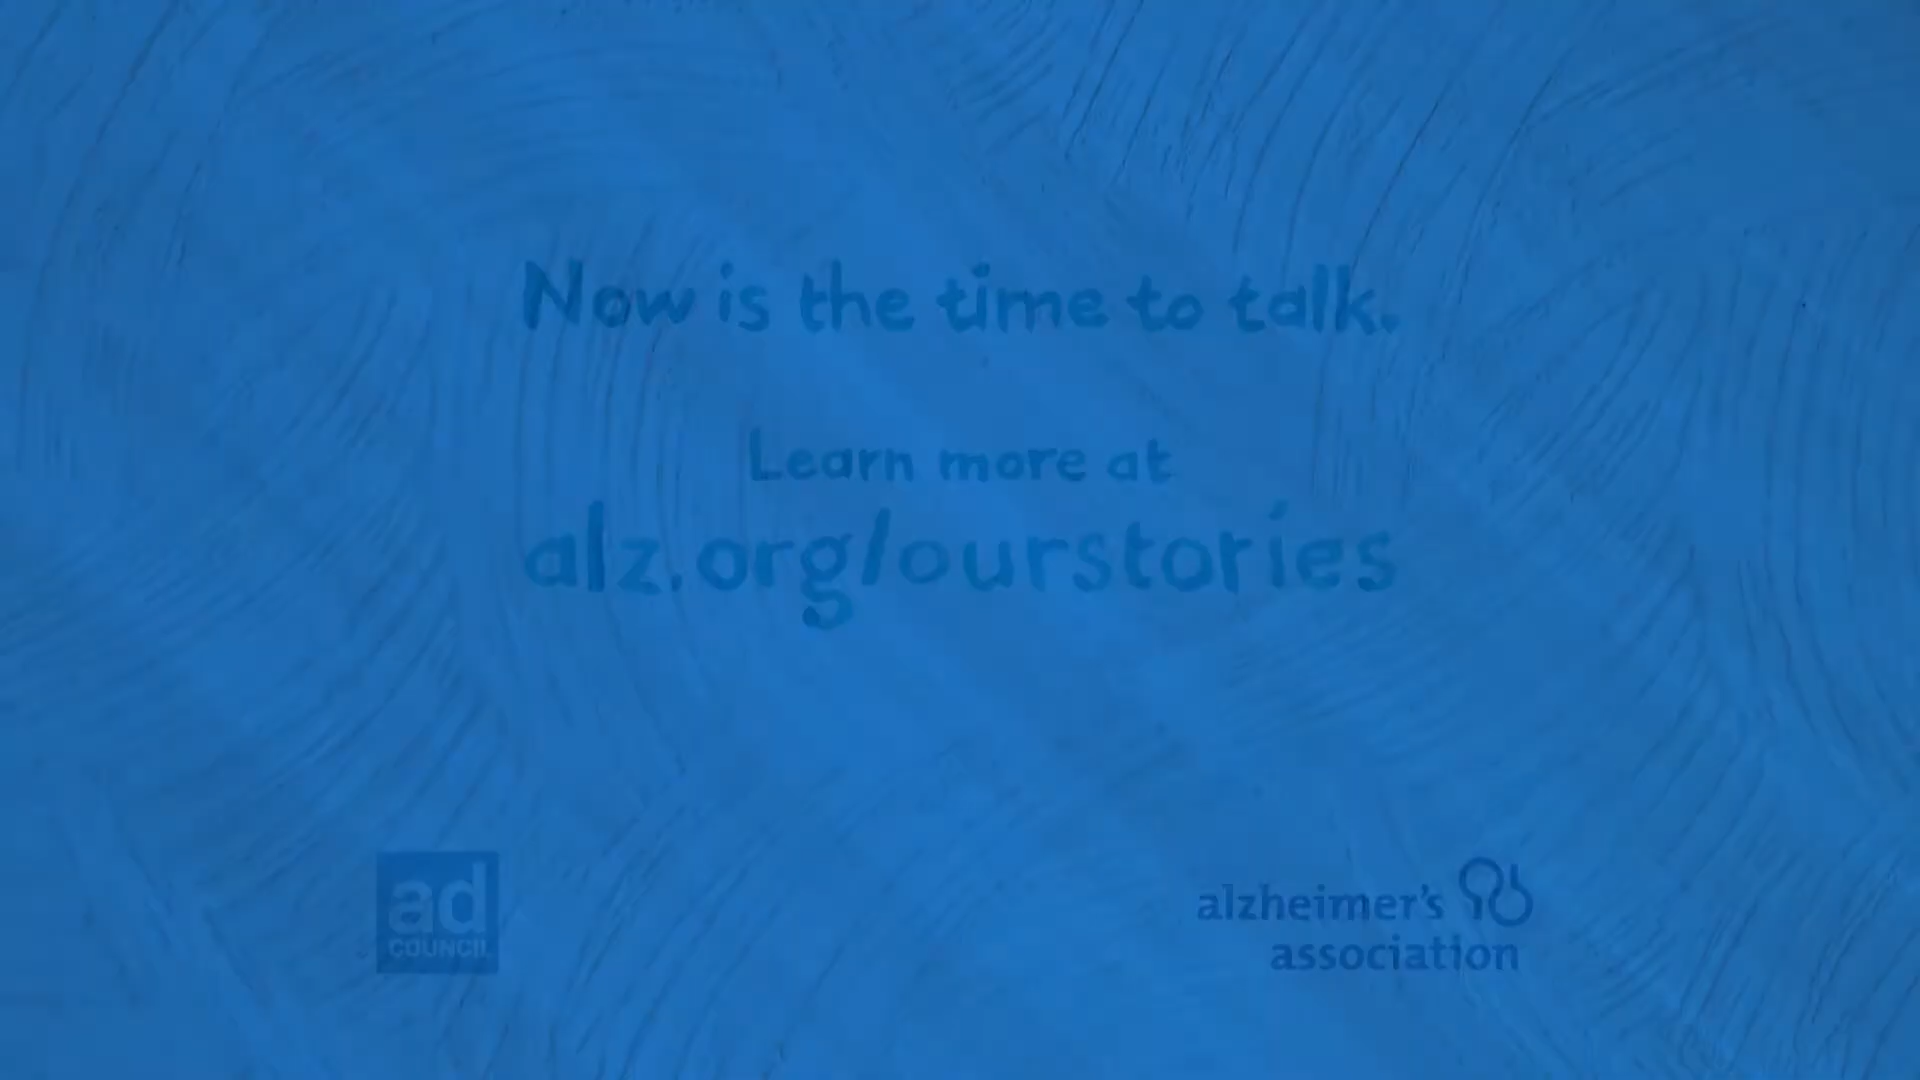 Now is the time to talk.
Learn more at
alz.org/ourstories
ad
COUNCIL
alzheimer's
association